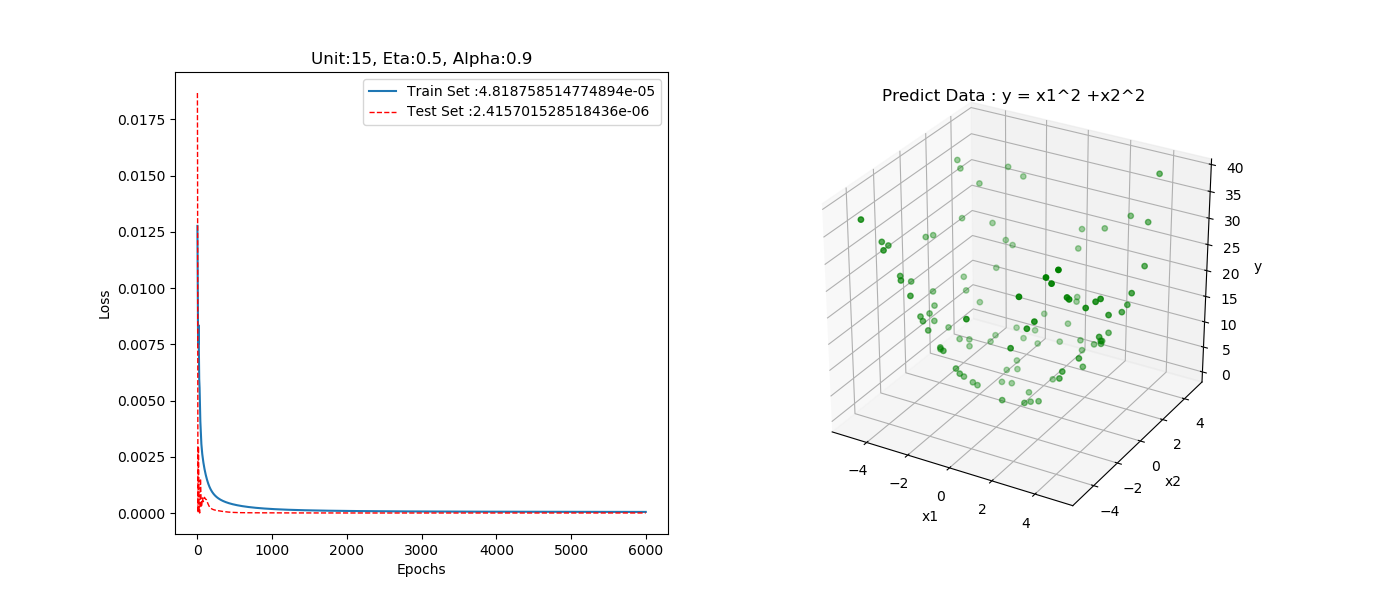 Unit:15, Eta:0.5, Alpha:0.9
Train Set :4.818758514774894e-05
Test Set :2.415701528518436e-06
0.0175
0.0150
0.0125
0.0100
0.0075
0.0050
0.0025
0.0000
Loss
0 1000 2000 3000 4000 5000 6000
Epochs
Predict Data : y = x1^2 +x2^2
40
35
30
25
20
15
10
5
0
y
−4 −2 0 2 4
x1
−4 −2 0 2 4
x2